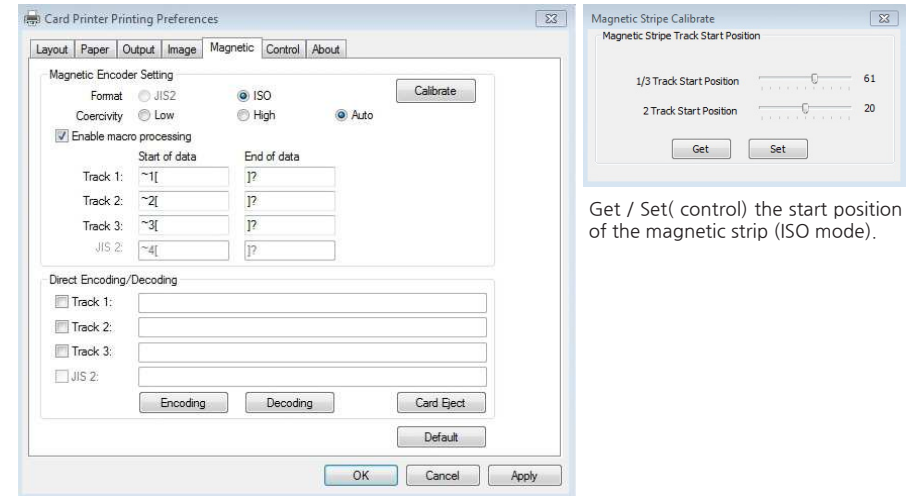 Card Printer Printing Preferences
Layout Paper Output Image Magnetic Control About
Magnetic Encoder Setting
Format JIS2 ISO Calibrate
Coercivity Low High Auto
Enable macro processing
Start of data End of data
Track 1: ~1[ ]?
Track 2: ~2[ ]?
Track 3: ~3[ ]?
JIS 2: ~4[ ]?
Direct Encoding/Decoding
Track 1:
Track 2:
Track 3:
JIS 2:
Encoding Decoding Card Eject
Default
OK Cancel Apply
Magnetic Stripe Calibrate
Magnetic Stripe Track Start Position
1/3 Track Start Position 61
2 Track Start Position 20
Get Set
Get / Set( control) the start position
of the magnetic strip (ISO mode).